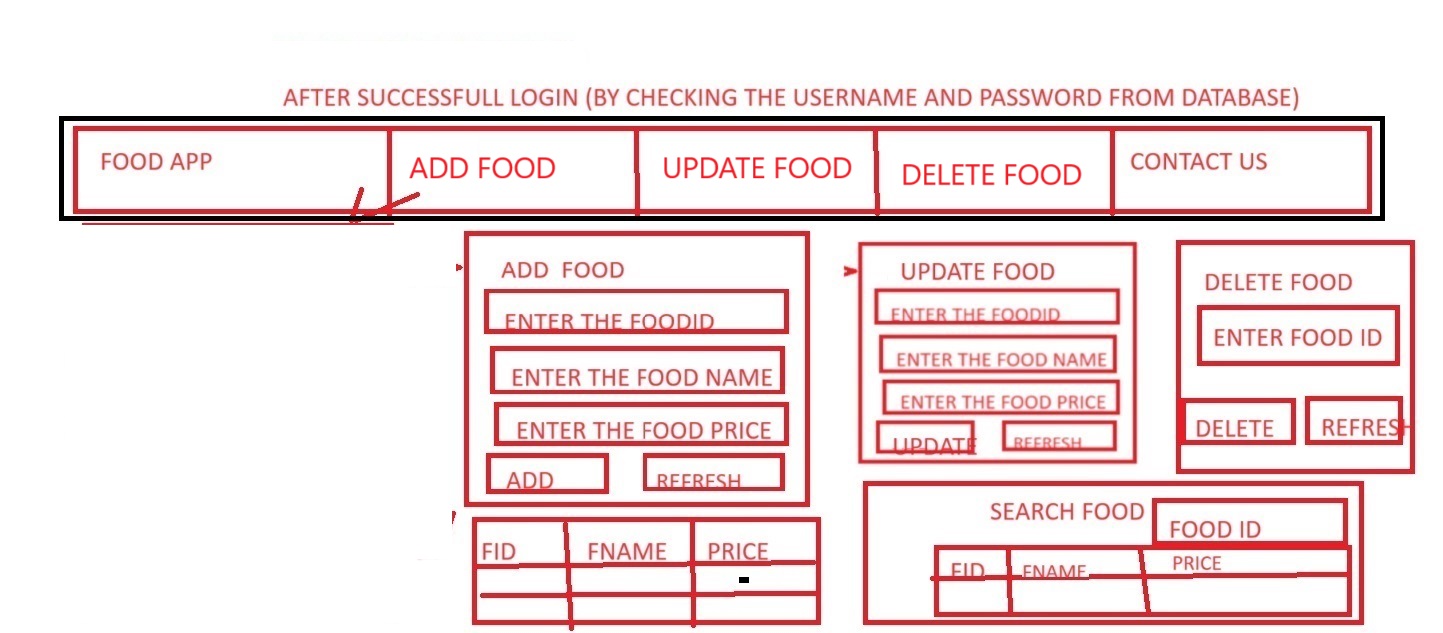 AFTER SUCCESSFULL LOGIN (BY CHECKING THE USERNAME AND PASSWORD FROM DATABASE)
FOOD APP
ADD FOOD
UPDATE FOOD
DELETE FOOD
CONTACT US
ADD FOOD
ENTER THE FOODID
ENTER THE FOOD NAME
ENTER THE FOOD PRICE
ADD
REFRESH
UPDATE FOOD
ENTER THE FOODID
ENTER THE FOOD NAME
ENTER THE FOOD PRICE
UPDATE
REFRESH
DELETE FOOD
ENTER FOOD ID
DELETE
REFRESH
FID
FNAME
PRICE
SEARCH FOOD
FOOD ID
FID
FNAME
PRICE